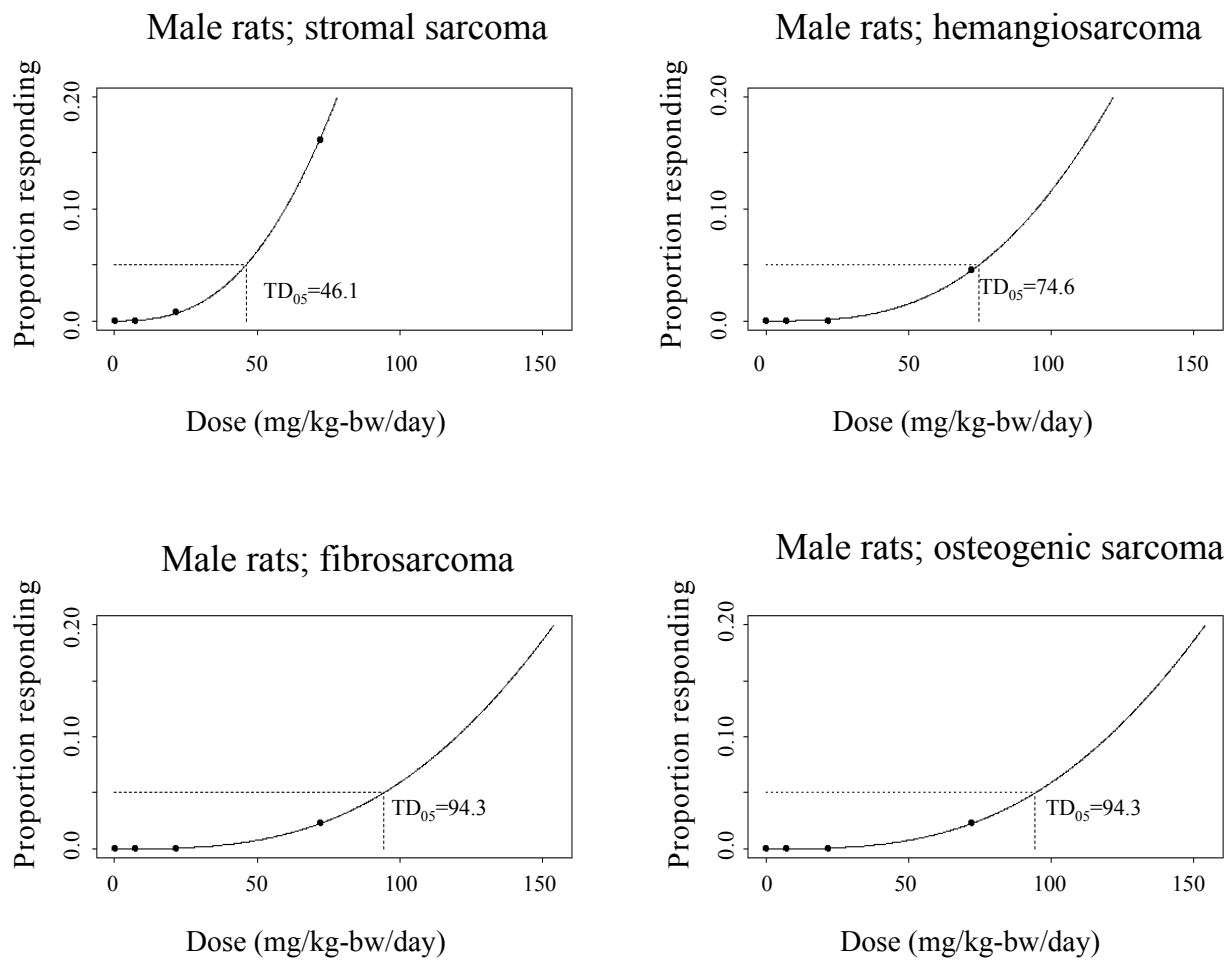 Male rats; stromal sarcoma
Proportion responding
0.20
0.10
0.0
TD05=46.1
0 50 100 150
Dose (mg/kg-bw/day)
Male rats; hemangiosarcoma
Proportion responding
0.20
0.10
0.0
TD05=74.6
0 50 100 150
Dose (mg/kg-bw/day)
Male rats; fibrosarcoma
Proportion responding
0.20
0.10
0.0
TD05=94.3
0 50 100 150
Dose (mg/kg-bw/day)
Male rats; osteogenic sarcoma
Proportion responding
0.20
0.10
0.0
TD05=94.3
0 50 100 150
Dose (mg/kg-bw/day)